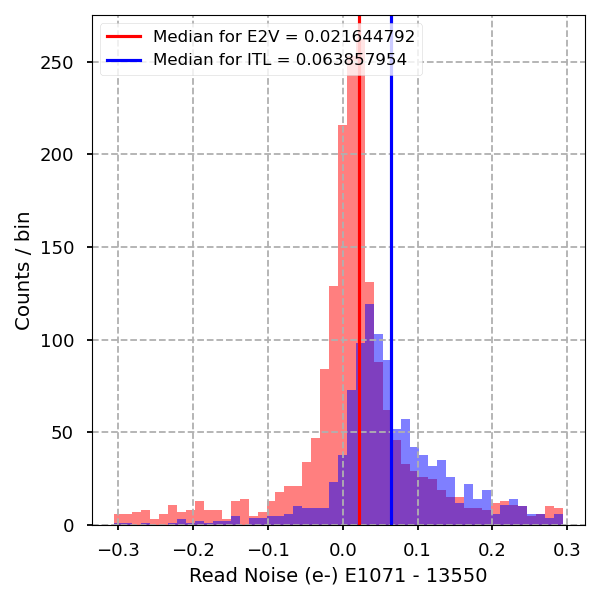 Median for E2V = 0.021644792
Median for ITL = 0.063857954
250
200
150
100
50
0
Counts / bin
−0.3 −0.2 −0.1 0.0 0.1 0.2 0.3
Read Noise (e-) E1071 - 13550